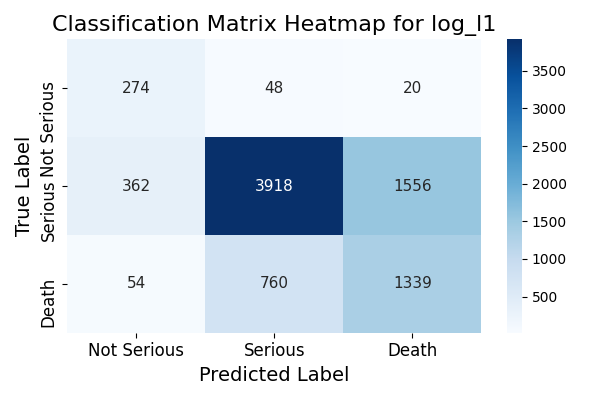 Classification Matrix Heatmap for log_l1
True Label
Not Serious
Serious
Death
274 48 20
362 3918 1556
54 760 1339
Not Serious Serious Death
Predicted Label
3500
3000
2500
2000
1500
1000
500